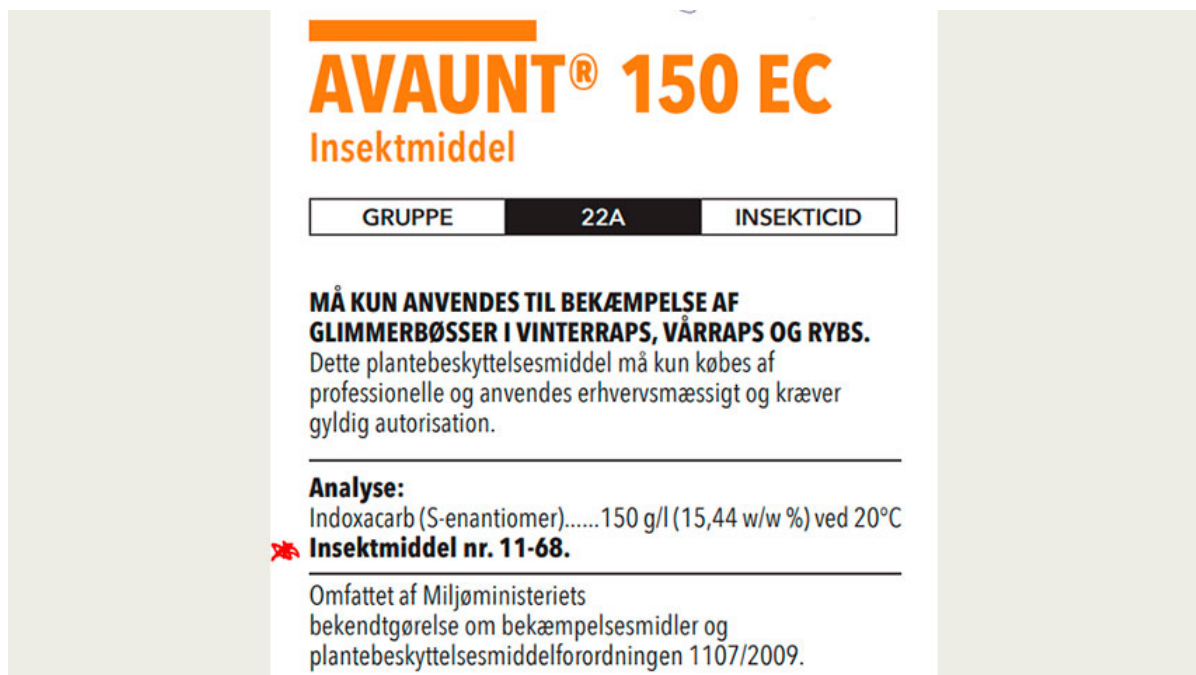 AVAUNT® 150 EC
Insektmiddel
GRUPPE 22A INSEKTICID
MÅ KUN ANVENDES TIL BEKÆMPELSE AF
GLIMMERBØSSER I VINTERRAPS, VÅRRAPS OG RYBS.
Dette plantebeskyttelsesmiddel må kun købes af
professionelle og anvendes erhvervsmæssigt og kræver
gyldig autorisation.
Analyse:
Indoxacarb (S-enantiomer)......150 g/l (15,44 w/w %) ved 20°C
Insektmiddel nr. 11-68.
Omfattet af Miljøministeriets
bekendtgørelse om bekæmpelsesmidler og
plantebeskyttelsesmiddelforordningen 1107/2009.